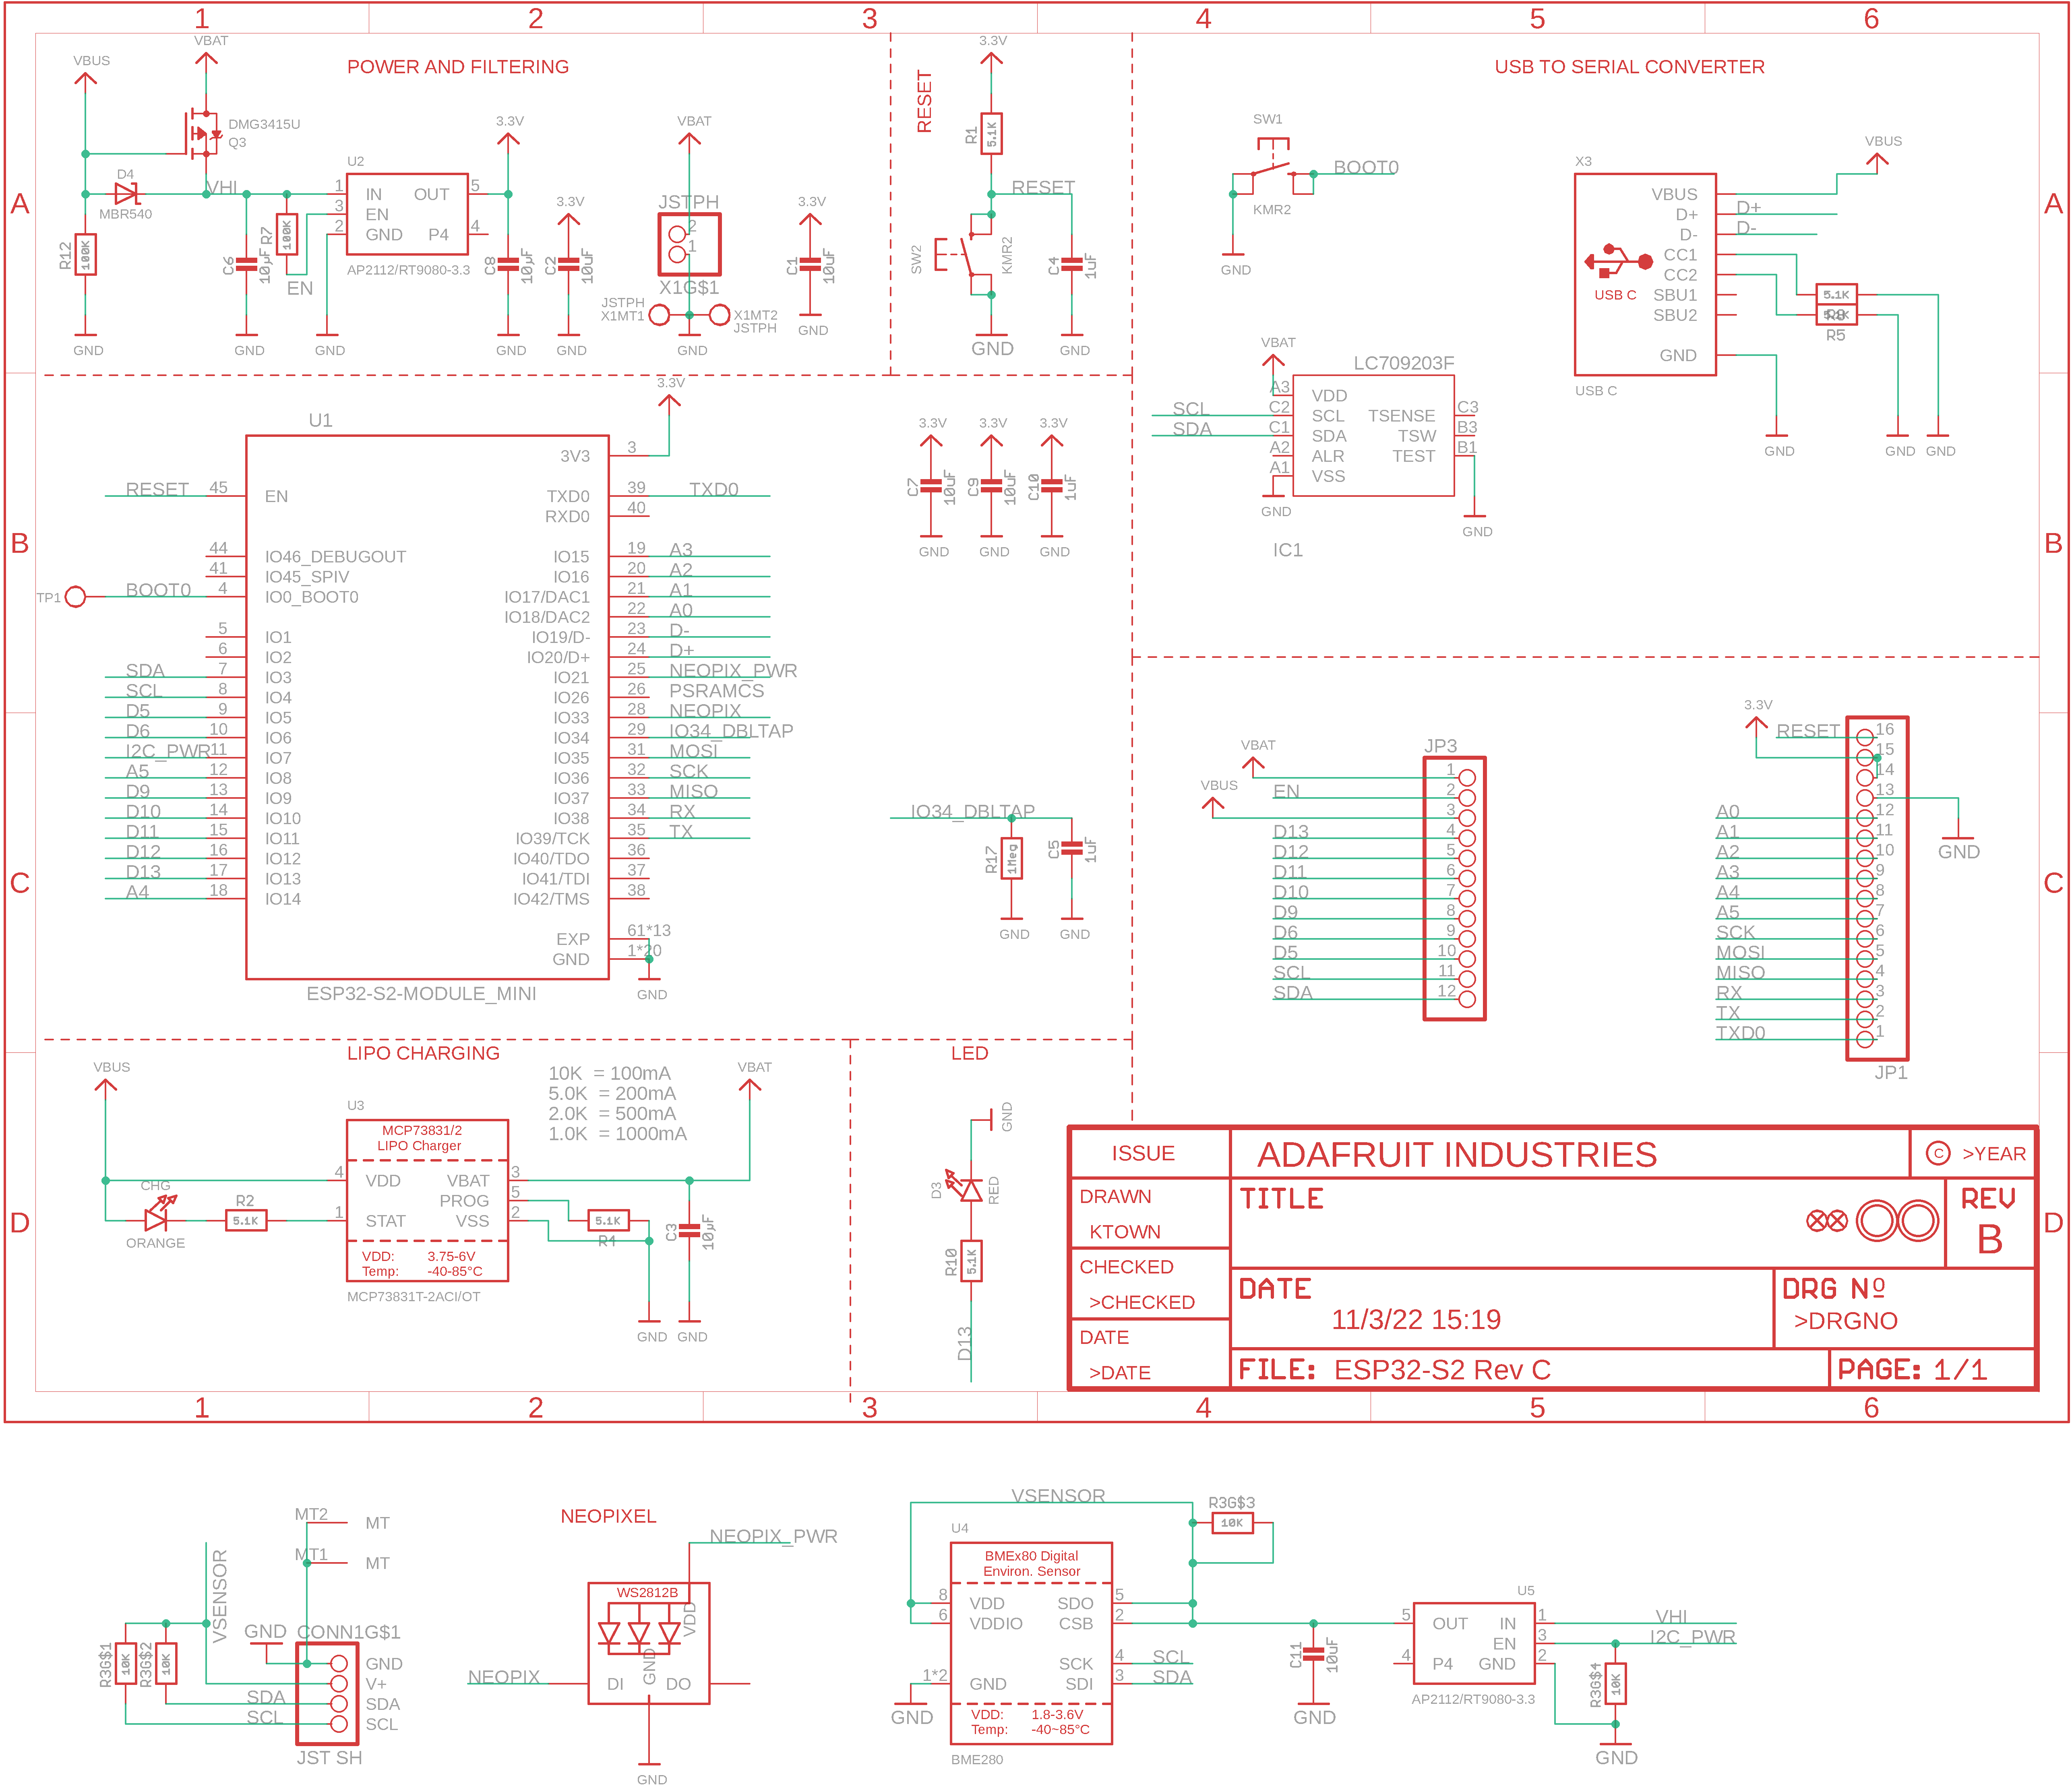 1 2 3 4 5 6
A
B
C
D
A
B
C
D
1 2 3 4 5 6
POWER AND FILTERING
VBUS
VBAT
DMG3415U
Q3
D4
MBR540
VHI
R12
100K
GND
C6
10µF
GND
R7
100K
EN
GND
U2
1 IN OUT 5
3 EN
2 GND P4 4
AP2112/RT9080-3.3
3.3V
C8
10µF
GND
3.3V
C2
10uF
GND
VBAT
JSTPH
2
1
X1G$1
JSTPH
X1MT1
X1MT2
JSTPH
GND
3.3V
C1
10uF
GND
RESET
3.3V
R1
5.1K
RESET
SW2
KMR2
C4
1uF
GND
GND
USB TO SERIAL CONVERTER
SW1
BOOT0
KMR2
GND
X3
VBUS
VBUS
D+ D+
D- D-
CC1
CC2
SBU1
SBU2
GND
USB C
USB C
5.1K
R5
GND
GND
GND
VBAT
LC709203F
A3 VDD
SCL C2 SCL TSENSE C3
SDA C1 SDA TSW B3
A2 ALR TEST B1
A1 VSS
GND
GND
IC1
U1
3.3V
3V3 3
RESET 45 EN
TXD0 39 TXD0
RXD0 40
44 IO46_DEBUGOUT
41 IO45_SPIV
TP1 BOOT0 4 IO0_BOOT0
5 IO1
6 IO2
SDA 7 IO3
SCL 8 IO4
D5 9 IO5
D6 10 IO6
I2C_PWR 11 IO7
A5 12 IO8
D9 13 IO9
D10 14 IO10
D11 15 IO11
D12 16 IO12
D13 17 IO13
A4 18 IO14
IO15 19 A3
IO16 20 A2
IO17/DAC1 21 A1
IO18/DAC2 22 A0
IO19/D- 23 D-
IO20/D+ 24 D+
IO21 25 NEOPIX_PWR
IO26 26 PSRAMCS
IO33 28 NEOPIX
IO34 29 IO34_DBLTAP
IO35 31 MOSI
IO36 32 SCK
IO37 33 MISO
IO38 34 RX
IO39/TCK 35 TX
IO40/TDO 36
IO41/TDI 37
IO42/TMS 38
EXP 61*13
GND 1*20
GND
ESP32-S2-MODULE_MINI
3.3V
C7
10uF
GND
3.3V
C9
10uF
GND
3.3V
C10
1uF
GND
IO34_DBLTAP
R17
1Meg
GND
C5
1uF
GND
JP3
VBAT
VBUS
1
EN 2
3
D13 4
D12 5
D11 6
D10 7
D9 8
D6 9
D5 10
SCL 11
SDA 12
3.3V
RESET 16
15
14
13
GND
A0 12
A1 11
A2 10
A3 9
A4 8
A5 7
SCK 6
MOSI 5
MISO 4
RX 3
TX 2
TXD0 1
JP1
LIPO CHARGING
VBUS
VBAT
10K = 100mA
5.0K = 200mA
2.0K = 500mA
1.0K = 1000mA
U3
MCP73831/2
LIPO Charger
4 VDD VBAT 3
PROG 5
1 STAT VSS 2
VDD: 3.75-6V
Temp: -40-85°C
MCP73831T-2ACI/OT
CHG
ORANGE
R2
5.1K
5.1K
R4
C3
10µF
GND
GND
LED
GND
D3
RED
R10
5.1K
D13
ISSUE
ADAFRUIT INDUSTRIES
© >YEAR
DRAWN
KTOWN
TITLE
REV
B
CHECKED
>CHECKED
DATE
11/3/22 15:19
DRG Nº
>DRGNO
DATE
>DATE
FILE: ESP32-S2 Rev C
PAGE: 1/1
MT2 MT
MT1 MT
VSENSOR
GND
CONN1G$1
R3G$1
10K
R3G$2
10K
GND
V+
SDA SDA
SCL SCL
JST SH
NEOPIXEL
NEOPIX_PWR
WS2812B
VDD
GND
NEOPIX
DI DO
GND
VSENSOR
R3G$3
10K
U4
BMEx80 Digital
Environ. Sensor
8 VDD SDO 5
6 VDDIO CSB 2
SCK 4 SCL
1*2 GND SDI 3 SDA
GND
VDD: 1.8-3.6V
Temp: -40~85°C
BME280
C11
10uF
GND
U5
5 OUT IN 1 VHI
EN 3 I2C_PWR
4 P4 GND 2
AP2112/RT9080-3.3
R3G$4
10K
GND